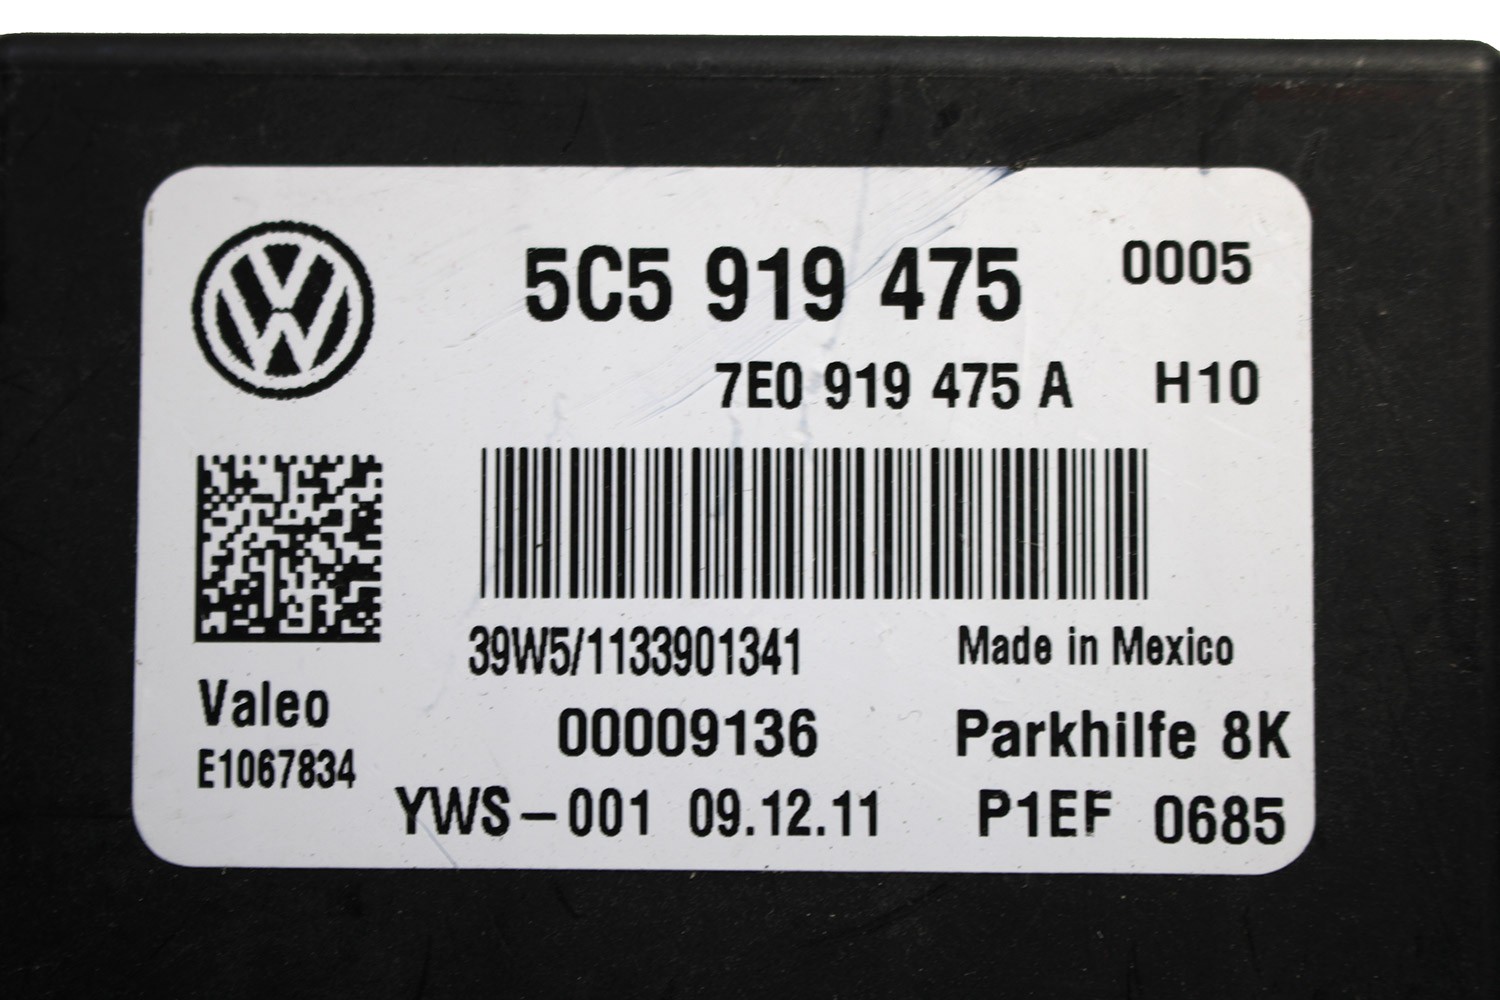 5C5 919 475 0005
7E0 919 475 A H10
39W5/1133901341 Made in Mexico
Valeo
00009136 Parkhilfe 8K
E1067834
YWS-001 09.12.11 P1EF 0685